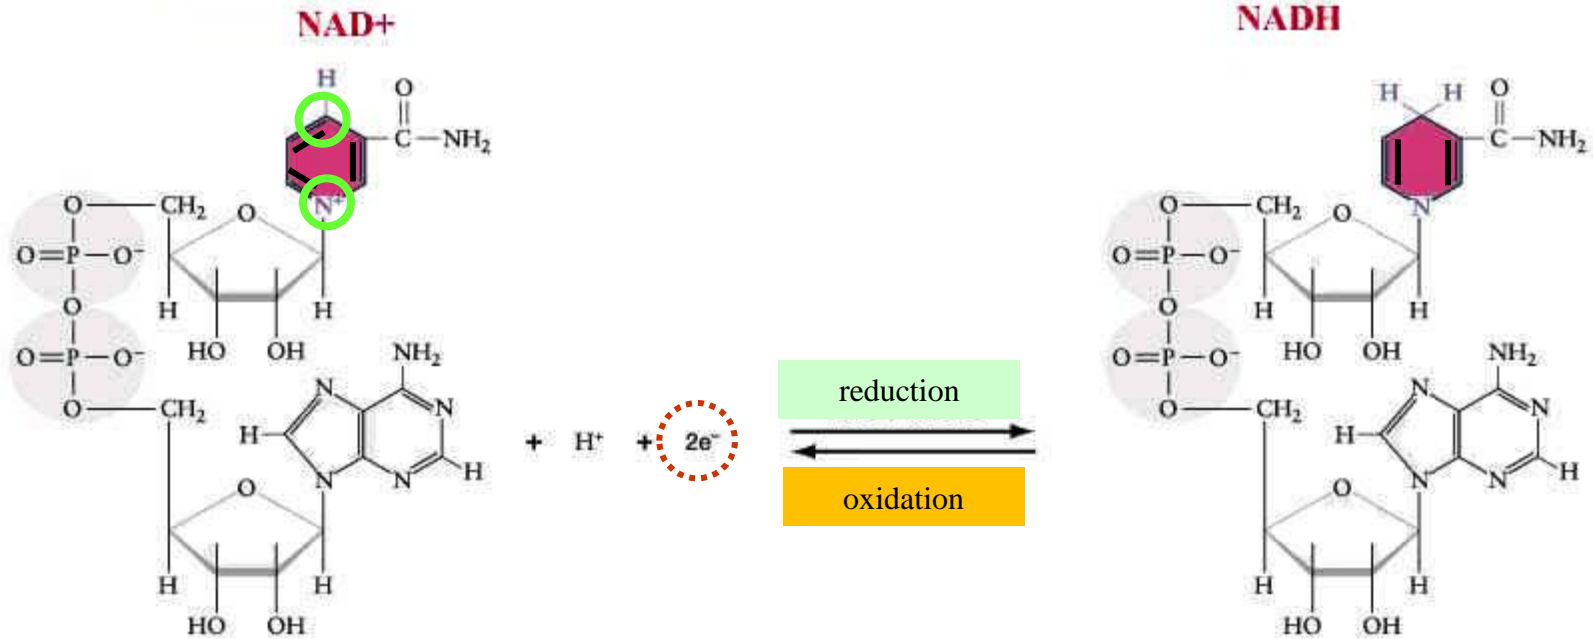 NAD+
NADH
H
O
C
NH₂
N⁺
O
CH₂
O
O=P
O⁻
H
H
O
HO
OH
O=P
O⁻
O
CH₂
NH₂
N
N
H
N
N
H
O
H
H
HO
OH
+ H⁺ + 2e⁻
reduction
oxidation
H H
O
C
NH₂
N
O
CH₂
O
O=P
O⁻
H
H
O
HO
OH
O=P
O⁻
O
CH₂
NH₂
N
N
H
N
N
H
O
H
H
HO
OH